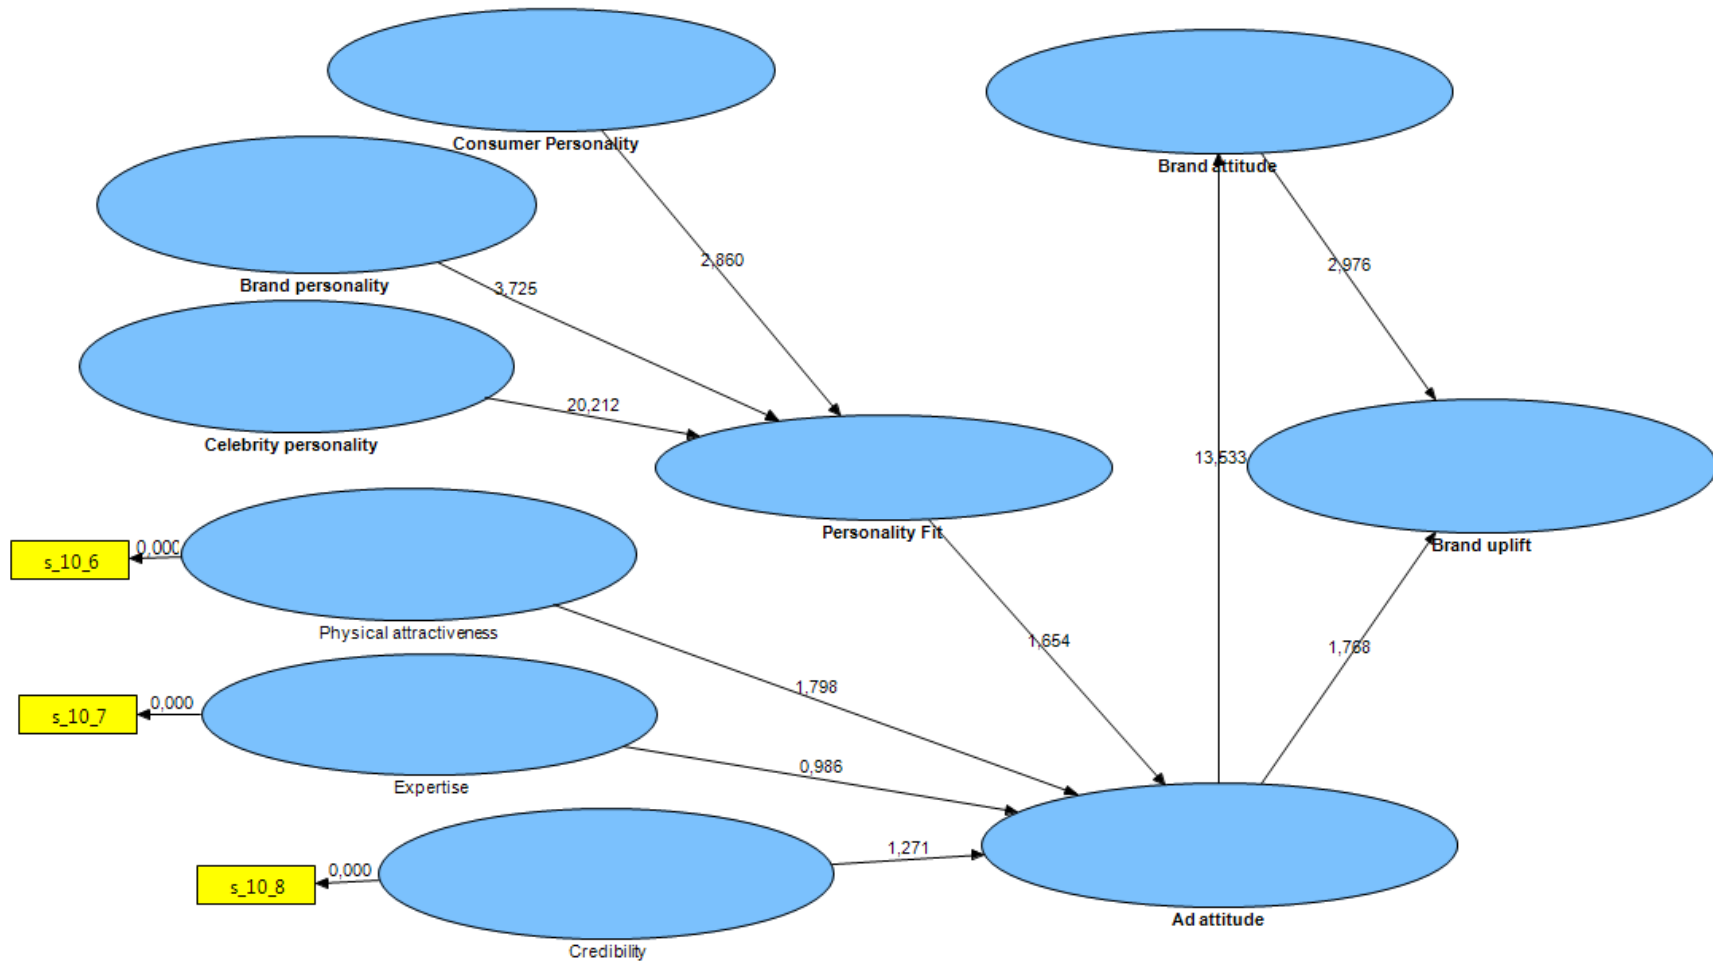 Consumer Personality
Brand attitude
2,860
2,976
Brand personality
3,725
Celebrity personality
20,212
13,533
Personality Fit
Brand uplift
s_10_6
0,000
Physical attractiveness
1,654
1,768
1,798
s_10_7
0,000
Expertise
0,986
s_10_8
0,000
1,271
Credibility
Ad attitude